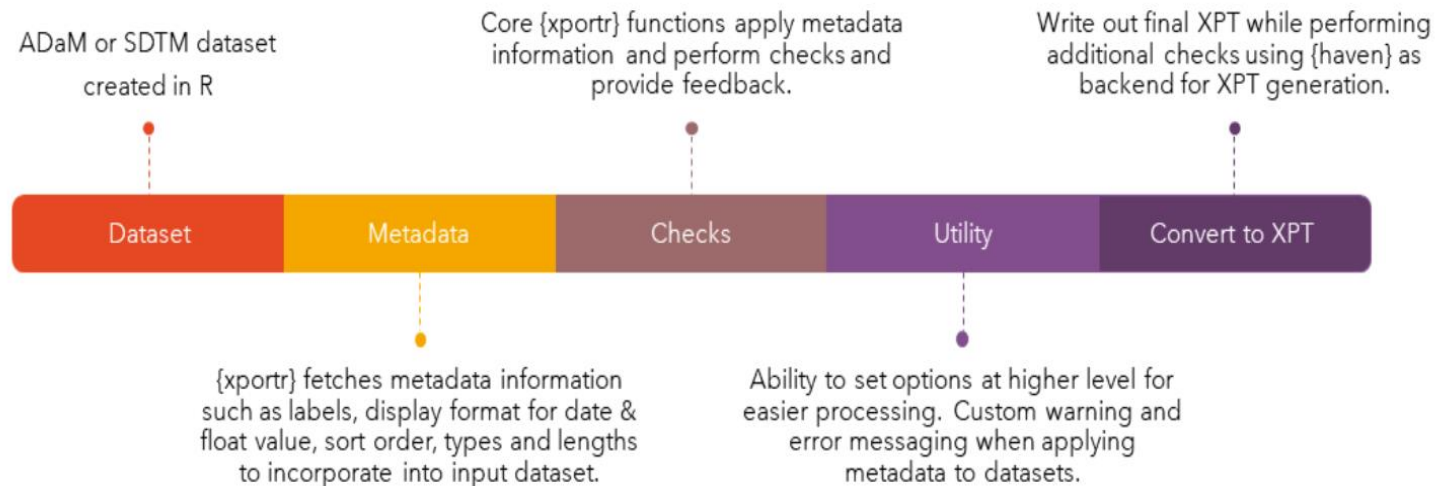 ADaM or SDTM dataset
created in R
Core {xportr} functions apply metadata
information and perform checks and
provide feedback.
Write out final XPT while performing
additional checks using {haven} as
backend for XPT generation.
Dataset
Metadata
Checks
Utility
Convert to XPT
{xportr} fetches metadata information
such as labels, display format for date &
float value, sort order, types and lengths
to incorporate into input dataset.
Ability to set options at higher level for
easier processing. Custom warning and
error messaging when applying
metadata to datasets.